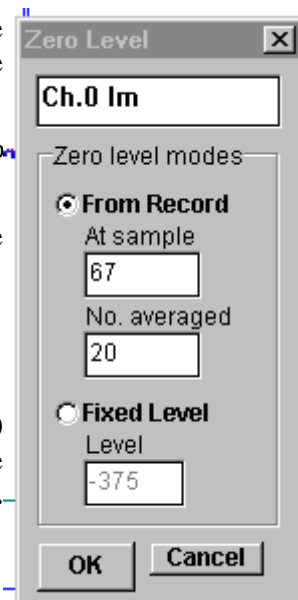 Zero Level
Ch.0 Im
Zero level modes
From Record
At sample
67
No. averaged
20
Fixed Level
Level
-375
OK Cancel